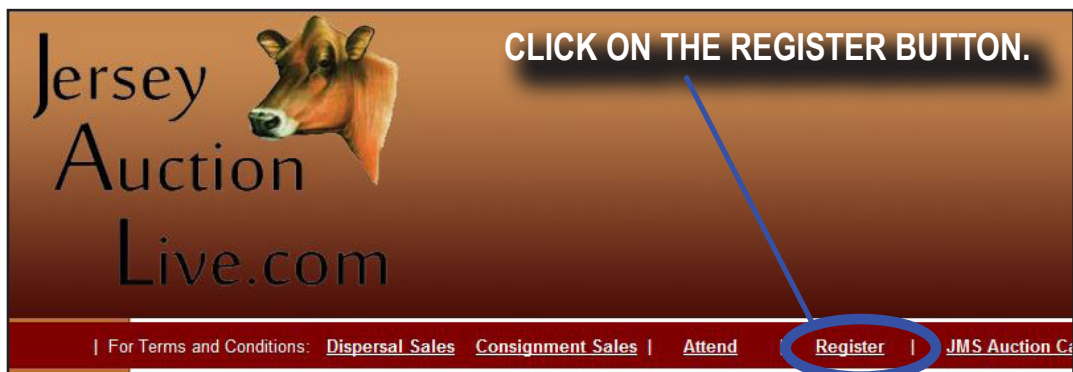 CLICK ON THE REGISTER BUTTON.
Jersey
Auction
Live.com
| For Terms and Conditions: Dispersal Sales Consignment Sales | Attend | Register | JMS Auction